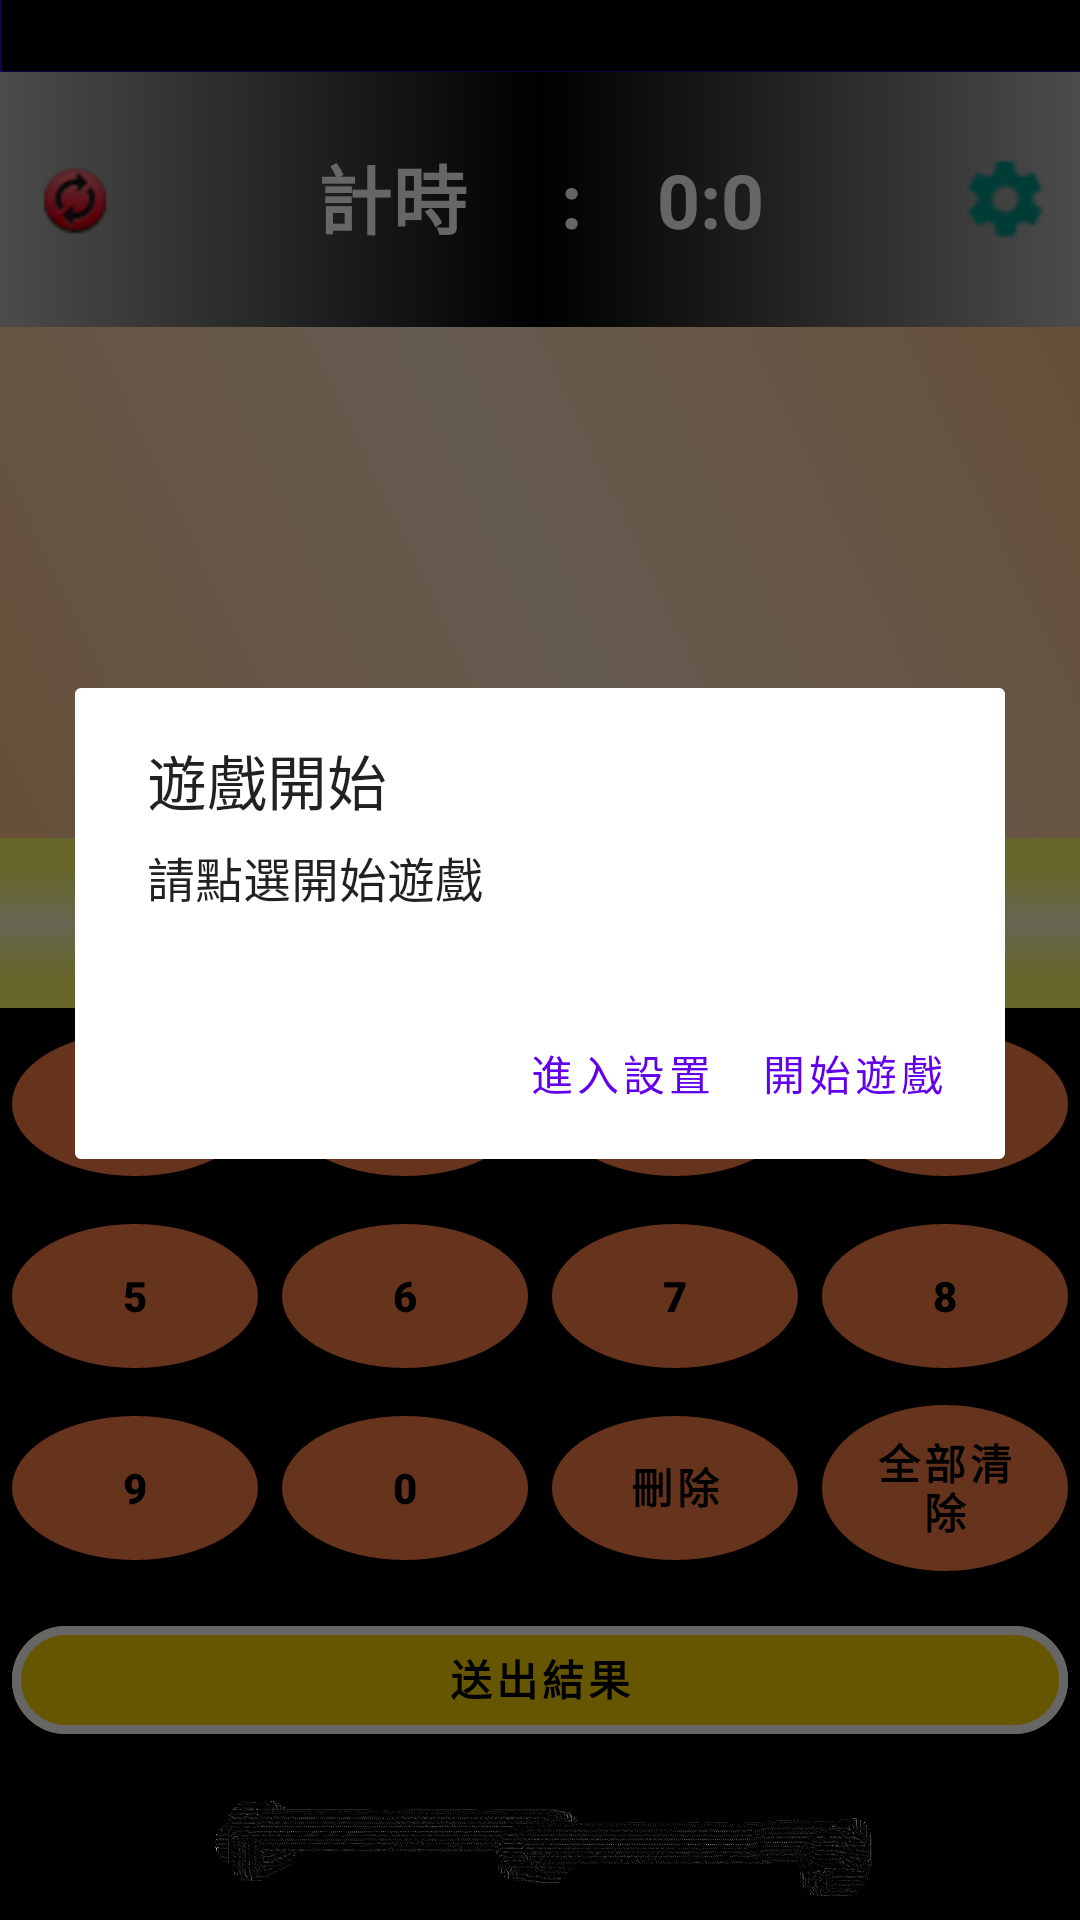 計時 : 0:0
遊戲開始
請點選開始遊戲
進入設置 開始遊戲
5 6 7 8
9 0 刪除 全部清
除
送出結果